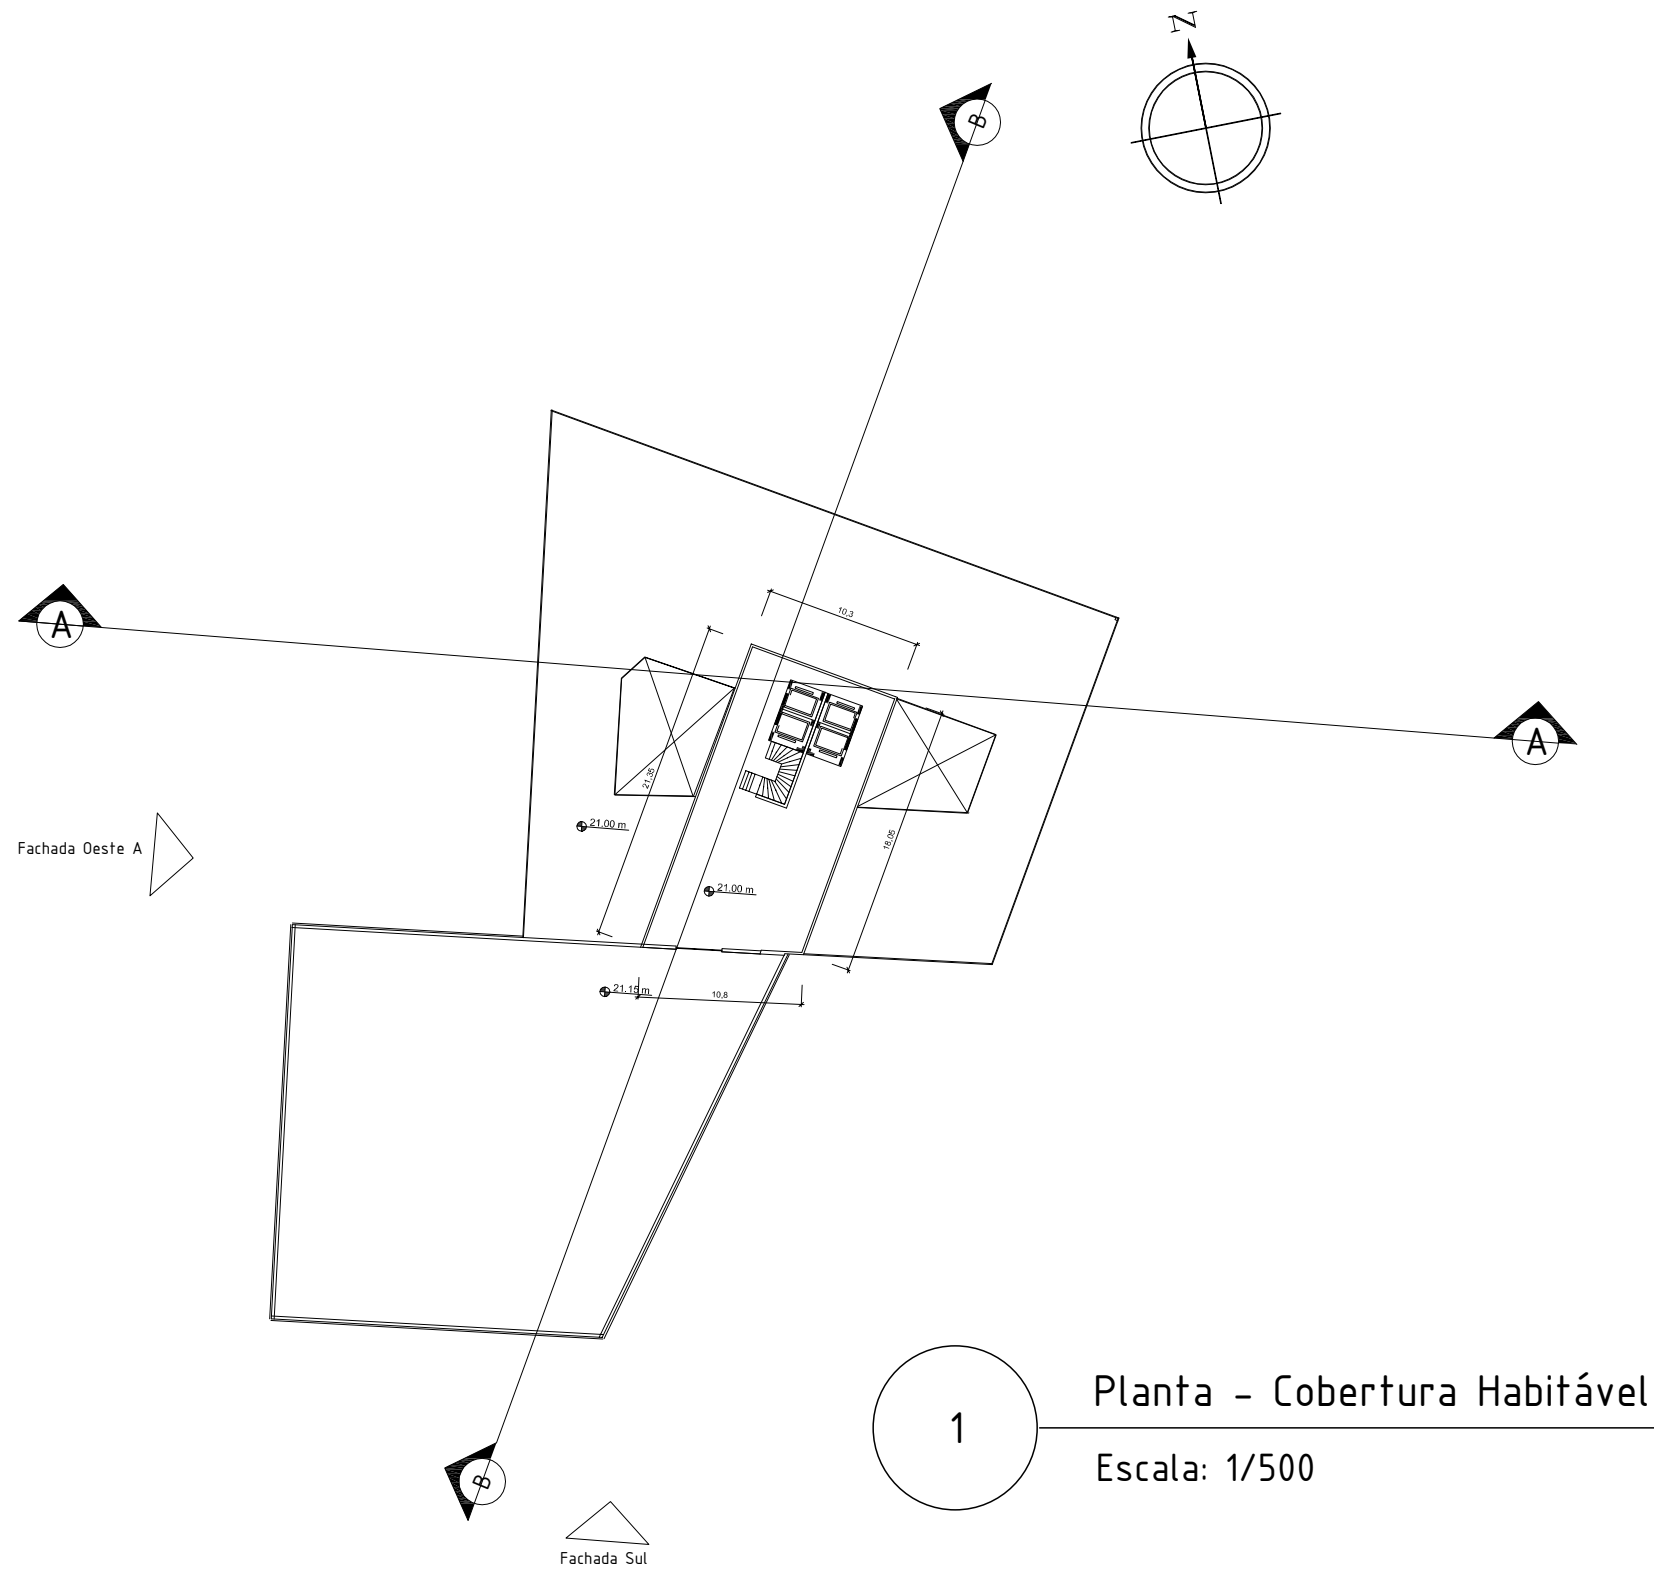 N
B
A
10,3
A
21,35
21.00 m
18,05
Fachada Oeste A
21.00 m
21.15 m
10,8
1
Planta - Cobertura Habitável
Escala: 1/500
B
Fachada Sul